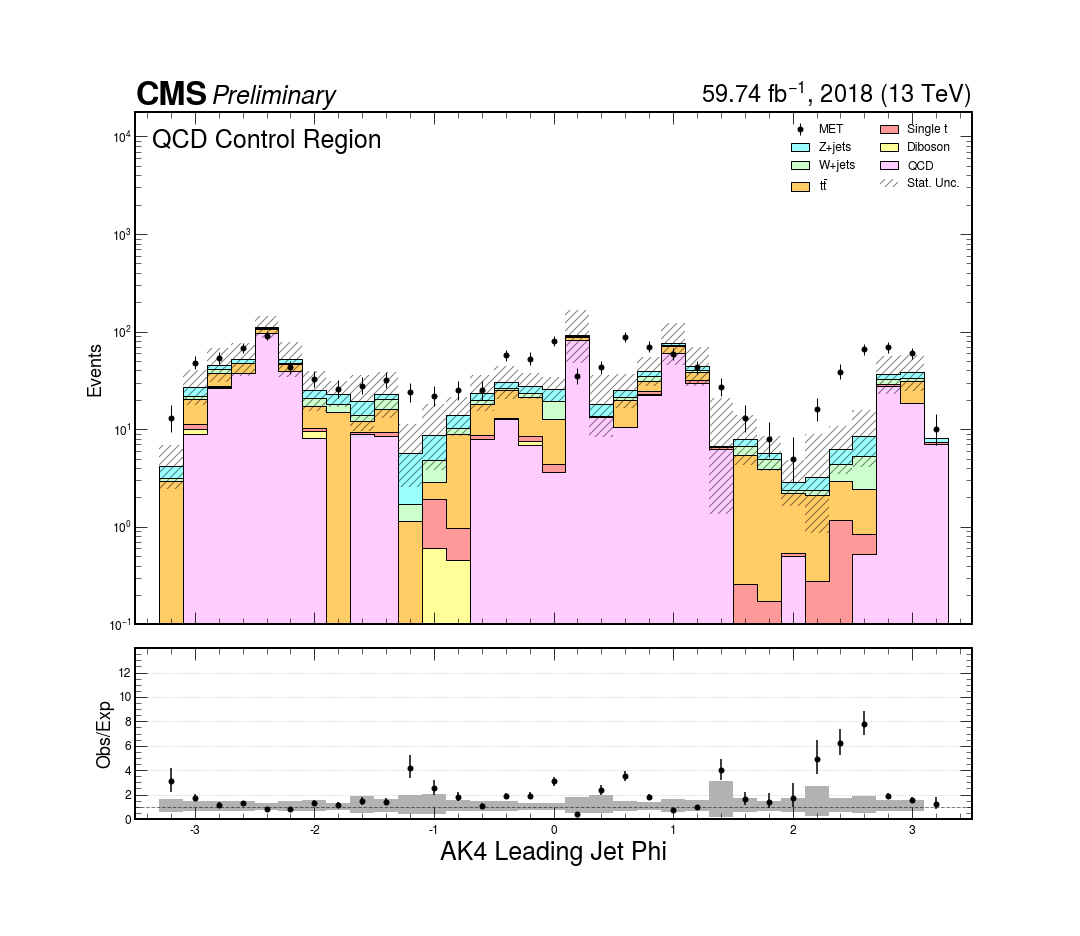 CMS Preliminary 59.74 fb⁻¹, 2018 (13 TeV)
QCD Control Region
MET
Z+jets
W+jets
tt̄
Single t
Diboson
QCD
Stat. Unc.
Events
10⁴
10³
10²
10¹
10⁰
10⁻¹
Obs/Exp
12
10
8
6
4
2
0
-3 -2 -1 0 1 2 3
AK4 Leading Jet Phi